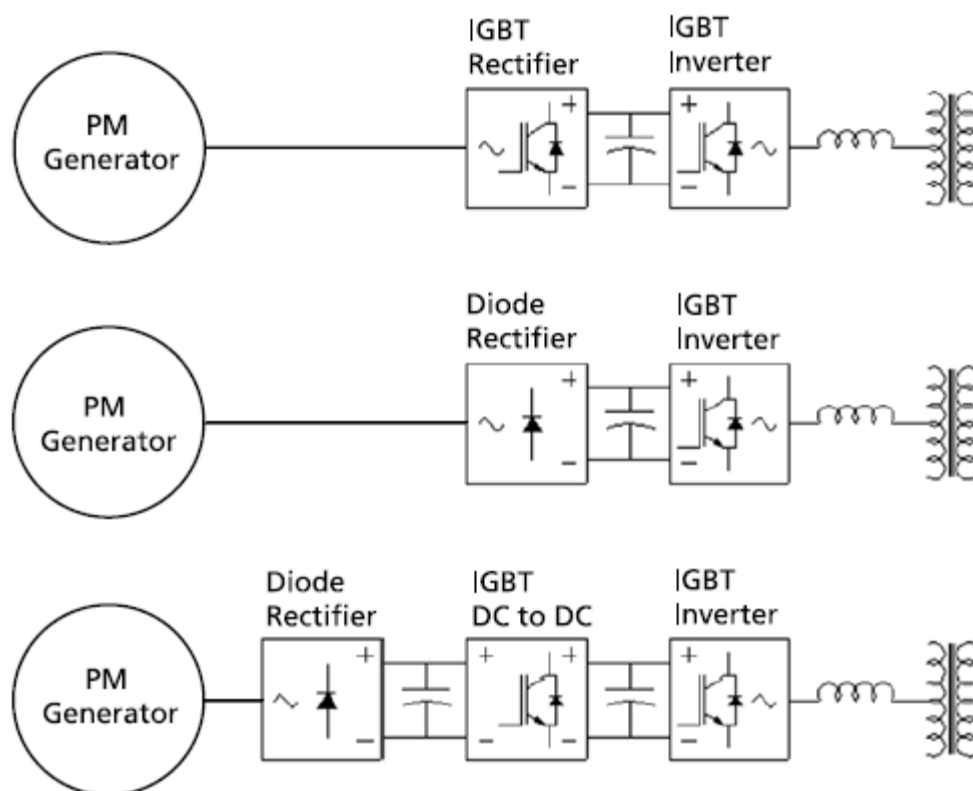 IGBT
Rectifier
IGBT
Inverter
PM
Generator
+
−
+
−
Diode
Rectifier
IGBT
Inverter
PM
Generator
+
−
+
−
Diode
Rectifier
IGBT
DC to DC
IGBT
Inverter
PM
Generator
+
−
+
−
+
−
+
−